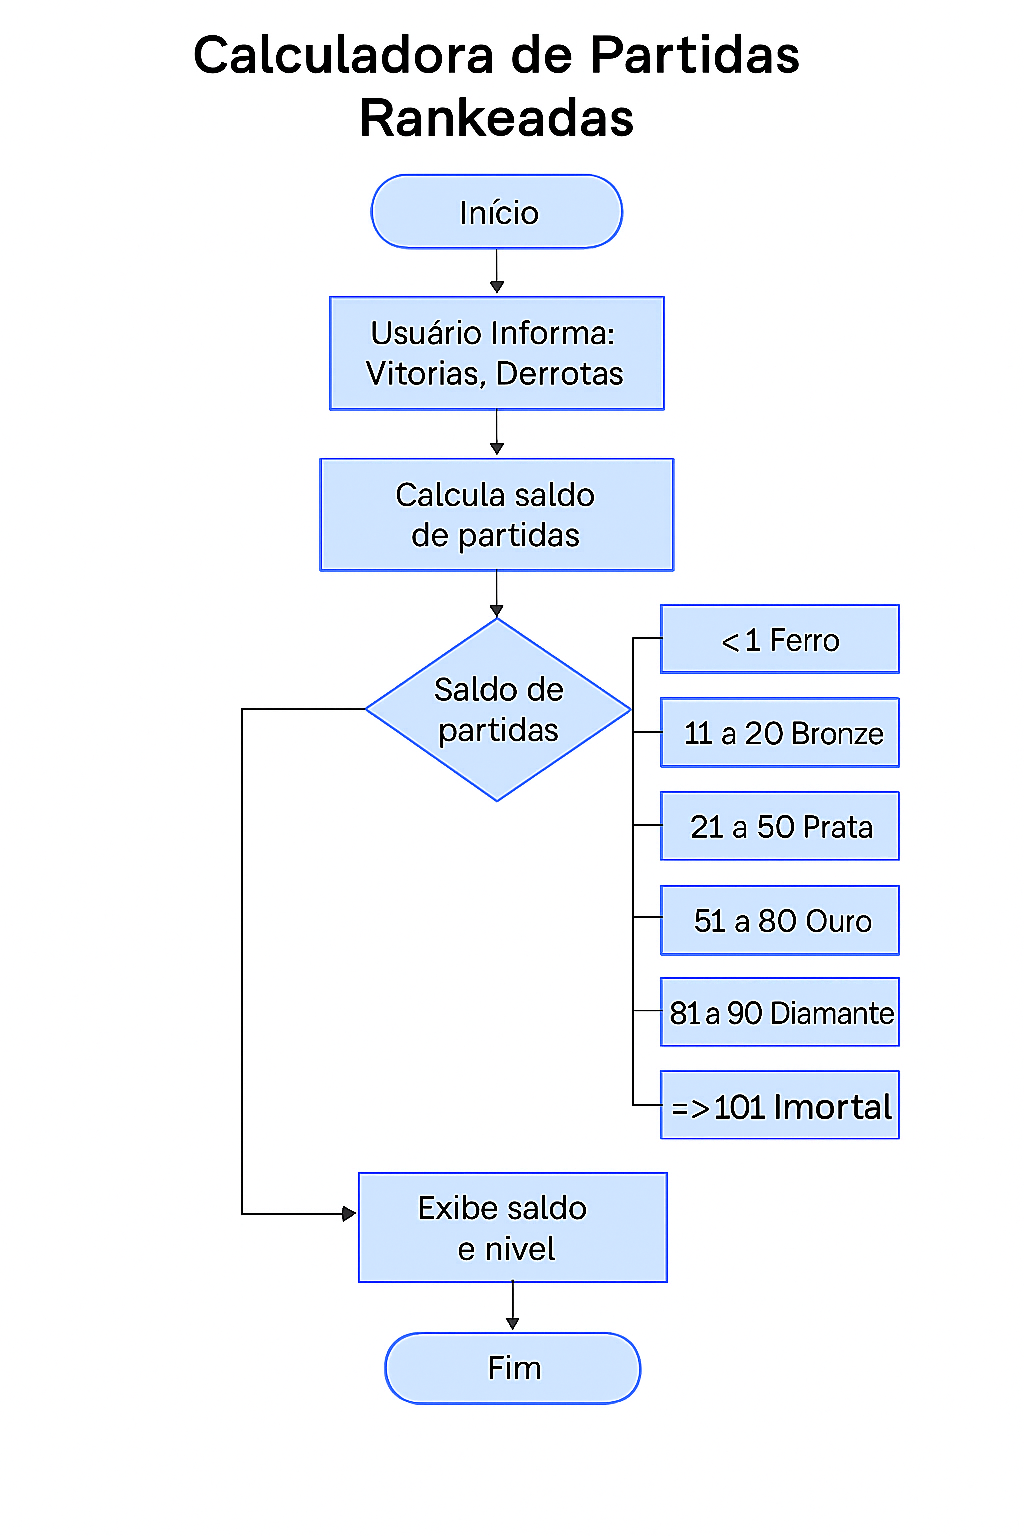 Calculadora de Partidas
Rankeadas
Início
Usuário Informa:
Vitorias, Derrotas
Calcula saldo
de partidas
Saldo de
partidas
< 1 Ferro
11 a 20 Bronze
21 a 50 Prata
51 a 80 Ouro
81 a 90 Diamante
=> 101 Imortal
Exibe saldo
e nivel
Fim